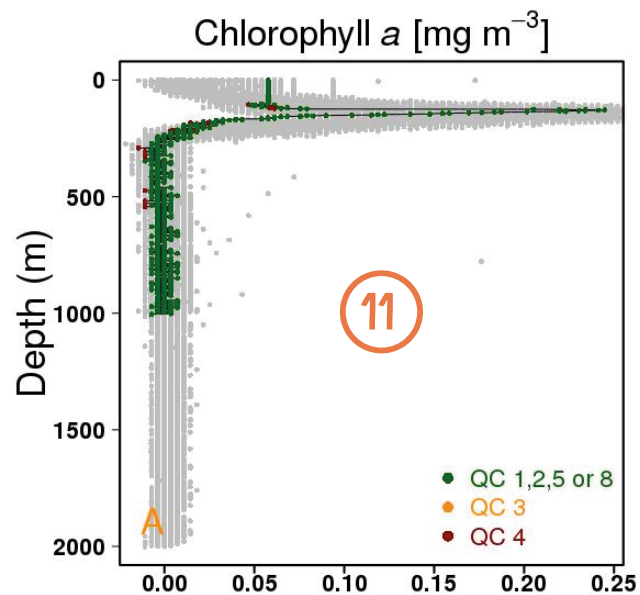 Chlorophyll a [mg m⁻³]
0
500
1000
1500
2000
Depth (m)
11
QC 1,2,5 or 8
QC 3
QC 4
A
0.00 0.05 0.10 0.15 0.20 0.25